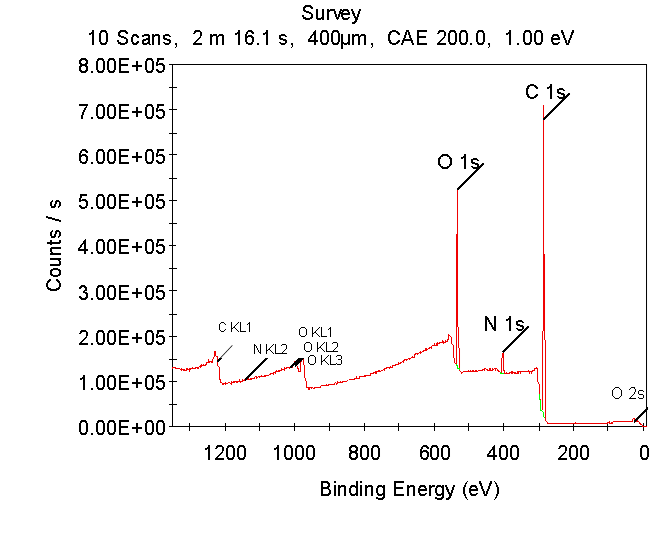 Survey
10 Scans, 2 m 16.1 s, 400µm, CAE 200.0, 1.00 eV
8.00E+05
7.00E+05
6.00E+05
5.00E+05
4.00E+05
3.00E+05
2.00E+05
1.00E+05
0.00E+00
Counts / s
C 1s
O 1s
N 1s
C KL1
N KL2
O KL1
O KL2
O KL3
O 2s
1200 1000 800 600 400 200 0
Binding Energy (eV)